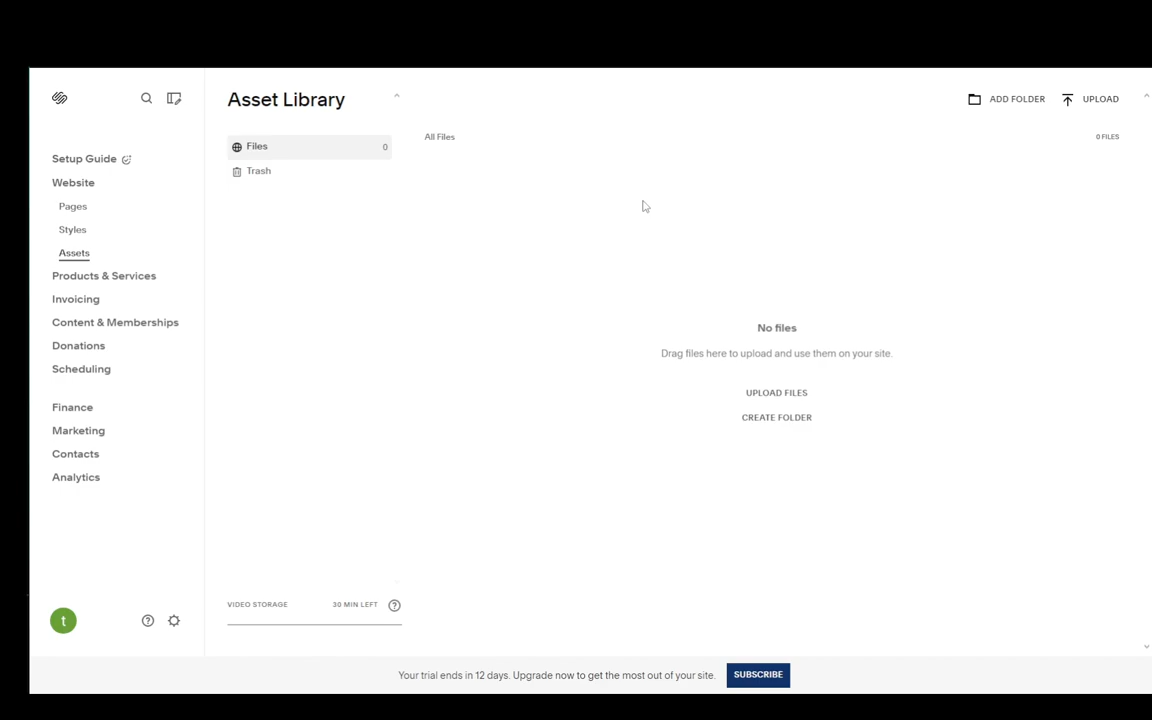 Asset Library
ADD FOLDER
UPLOAD
All Files
0 FILES
Files
0
Trash
Setup Guide
Website
Pages
Styles
Assets
Products & Services
Invoicing
Content & Memberships
Donations
Scheduling
Finance
Marketing
Contacts
Analytics
No files
Drag files here to upload and use them on your site.
UPLOAD FILES
CREATE FOLDER
VIDEO STORAGE
30 MIN LEFT
t
Your trial ends in 12 days. Upgrade now to get the most out of your site.
SUBSCRIBE